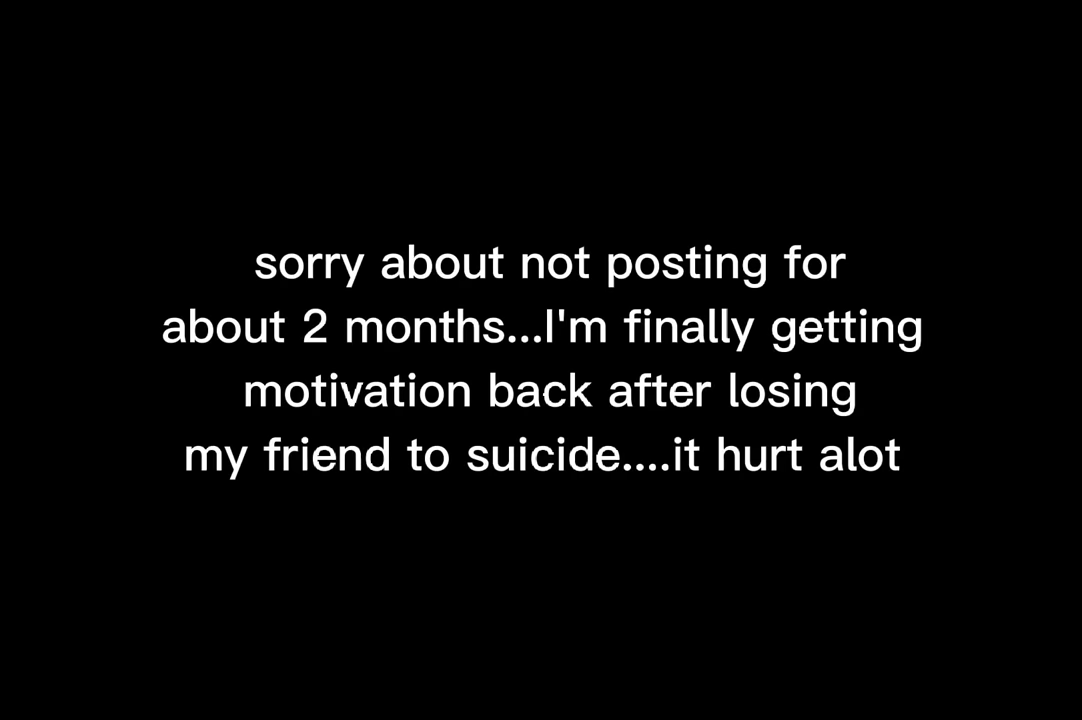 sorry about not posting for
about 2 months...I'm finally getting
motivation back after losing
my friend to suicide....it hurt alot